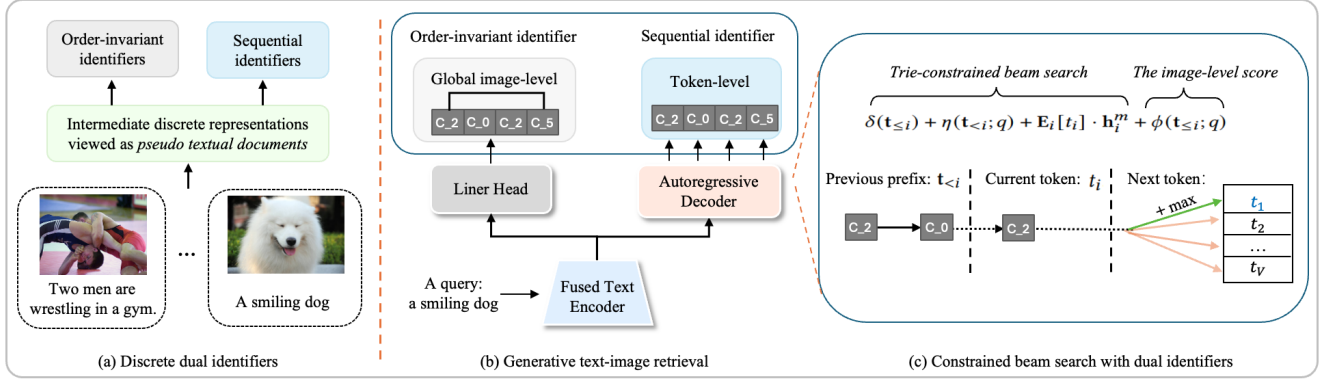 Order-invariant
identifiers
Sequential
identifiers
Intermediate discrete representations
viewed as pseudo textual documents
Two men are
wrestling in a gym.
...
A smiling dog
(a) Discrete dual identifiers
Order-invariant identifier
Sequential identifier
Global image-level
C_2 C_0 C_2 C_5
Token-level
C_2 C_0 C_2 C_5
Liner Head
Autoregressive
Decoder
A query:
a smiling dog
Fused Text
Encoder
(b) Generative text-image retrieval
Trie-constrained beam search
The image-level score
δ(t≤i) + η(t<i; q) + Ei[ti] · hi^m + ϕ(t≤i; q)
Previous prefix: t<i
Current token: ti
Next token:
C_2 C_0 C_2
+ max
t1
t2
...
tV
(c) Constrained beam search with dual identifiers